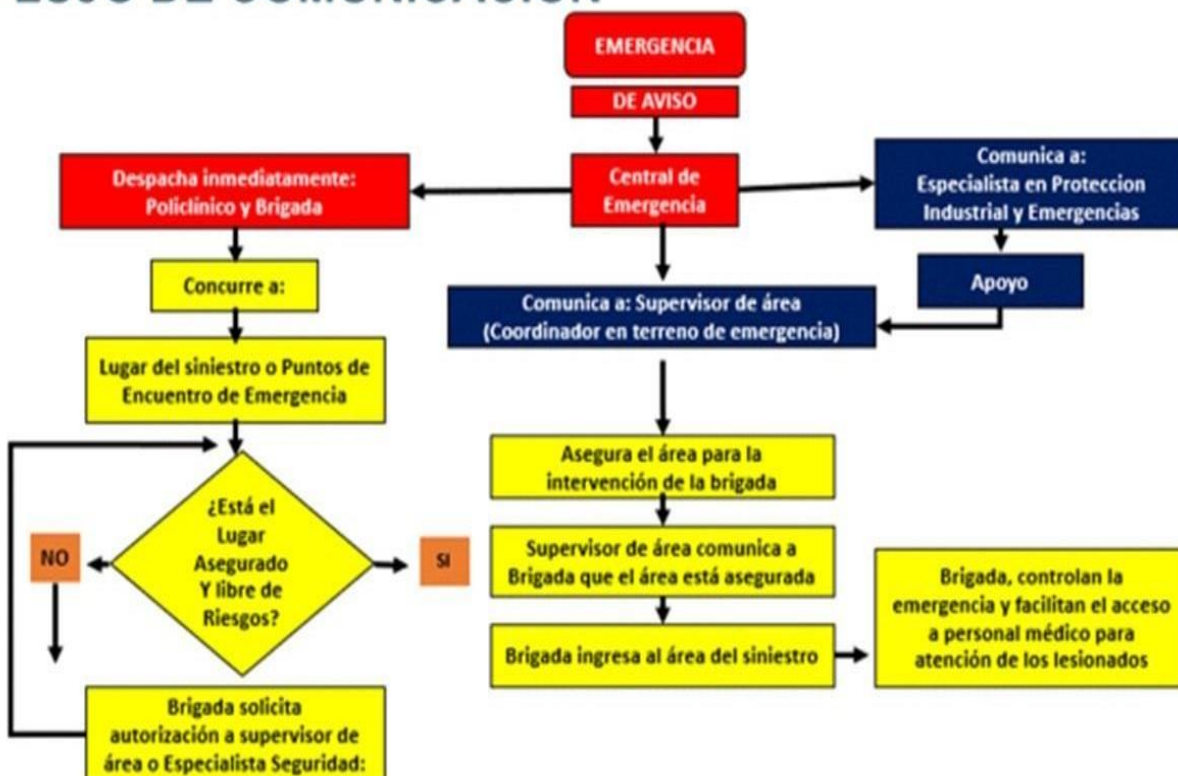 DE COMUNICACIÓN
EMERGENCIA
DE AVISO
Central de
Emergencia
Despacha inmediatamente:
Policlínico y Brigada
Comunica a:
Especialista en Proteccion
Industrial y Emergencias
Concurre a:
Apoyo
Comunica a: Supervisor de área
(Coordinador en terreno de emergencia)
Lugar del siniestro o Puntos de
Encuentro de Emergencia
¿Está el
Lugar
Asegurado
Y libre de
Riesgos?
NO
SI
Asegura el área para la
intervención de la brigada
Supervisor de área comunica a
Brigada que el área está asegurada
Brigada ingresa al área del siniestro
Brigada, controlan la
emergencia y facilitan el acceso
a personal médico para
atención de los lesionados
Brigada solicita
autorización a supervisor de
área o Especialista Seguridad: